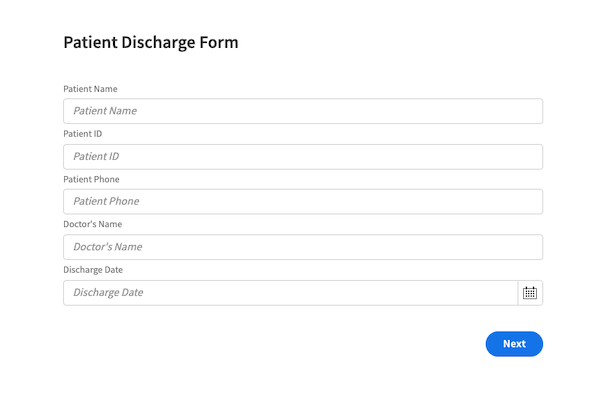 Patient Discharge Form
Patient Name
Patient Name
Patient ID
Patient ID
Patient Phone
Patient Phone
Doctor's Name
Doctor's Name
Discharge Date
Discharge Date
Next